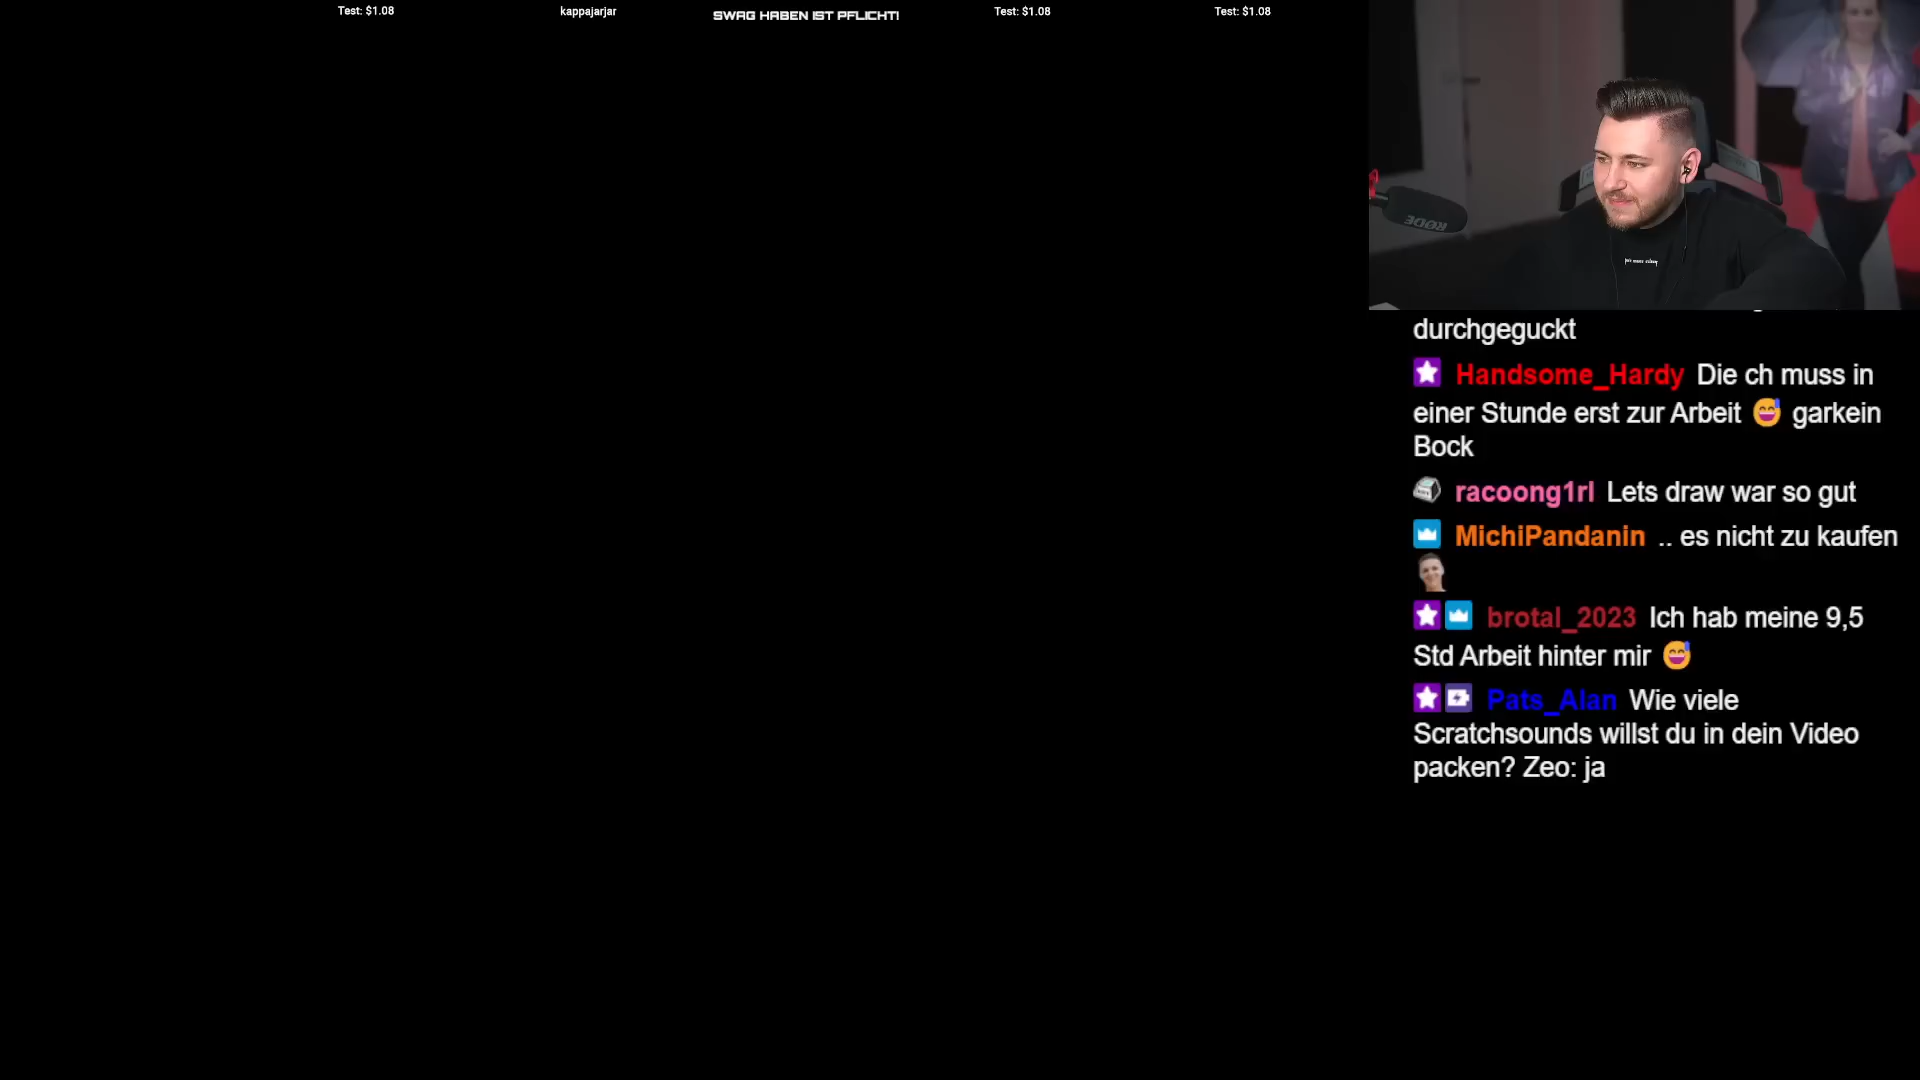 Test: $1.08
kappajarjar
SWAG HABEN IST PFLICHT!
Test: $1.08
Test: $1.08
RØDE
durchgeguckt
Handsome_Hardy Die ch muss in
einer Stunde erst zur Arbeit 😅 garkein
Bock
racoong1rl Lets draw war so gut
MichiPandanin .. es nicht zu kaufen
brotal_2023 Ich hab meine 9,5
Std Arbeit hinter mir 😅
Pats_Alan Wie viele
Scratchsounds willst du in dein Video
packen? Zeo: ja